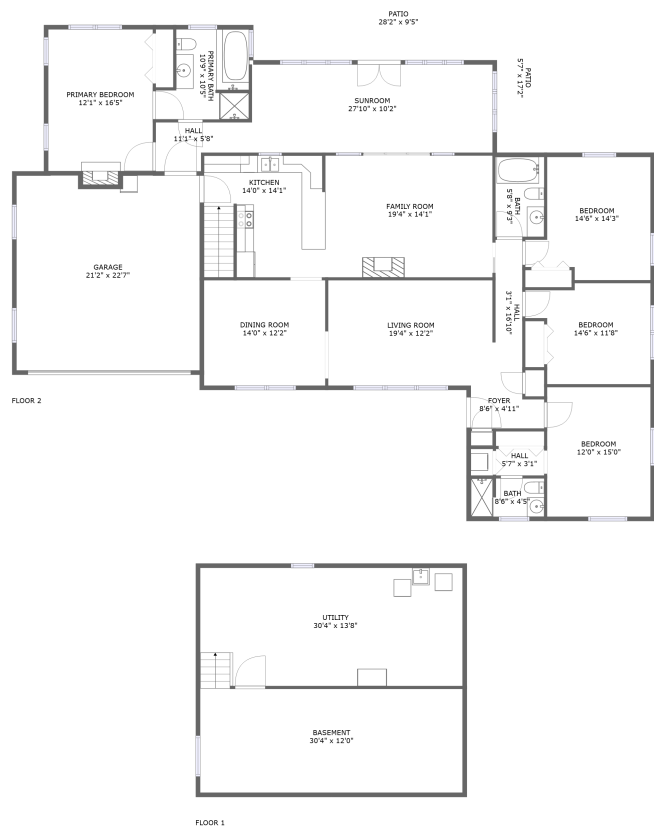 PATIO
28'2" x 9'5"
PRIMARY BATH
10'9" x 10'5"
PATIO
5'7" x 17'2"
PRIMARY BEDROOM
12'1" x 16'5"
SUNROOM
27'10" x 10'2"
HALL
11'1" x 5'8"
KITCHEN
14'0" x 14'1"
FAMILY ROOM
19'4" x 14'1"
BATH
5'8" x 9'3"
BEDROOM
14'6" x 14'3"
GARAGE
21'2" x 22'7"
HALL
3'1" x 16'10"
DINING ROOM
14'0" x 12'2"
LIVING ROOM
19'4" x 12'2"
BEDROOM
14'6" x 11'8"
FLOOR 2
FOYER
8'6" x 4'11"
BEDROOM
12'0" x 15'0"
HALL
5'7" x 3'1"
BATH
8'6" x 4'5"
UTILITY
30'4" x 13'8"
BASEMENT
30'4" x 12'0"
FLOOR 1